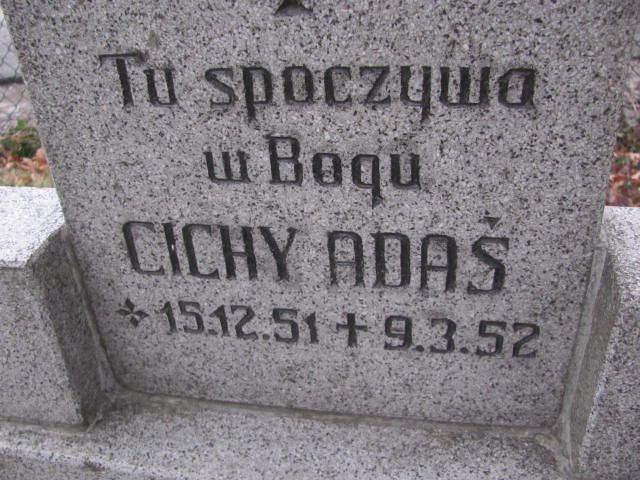 Tu spoczywa
w Bogu
CICHY ADAŚ
15.12.51 + 9.3.52